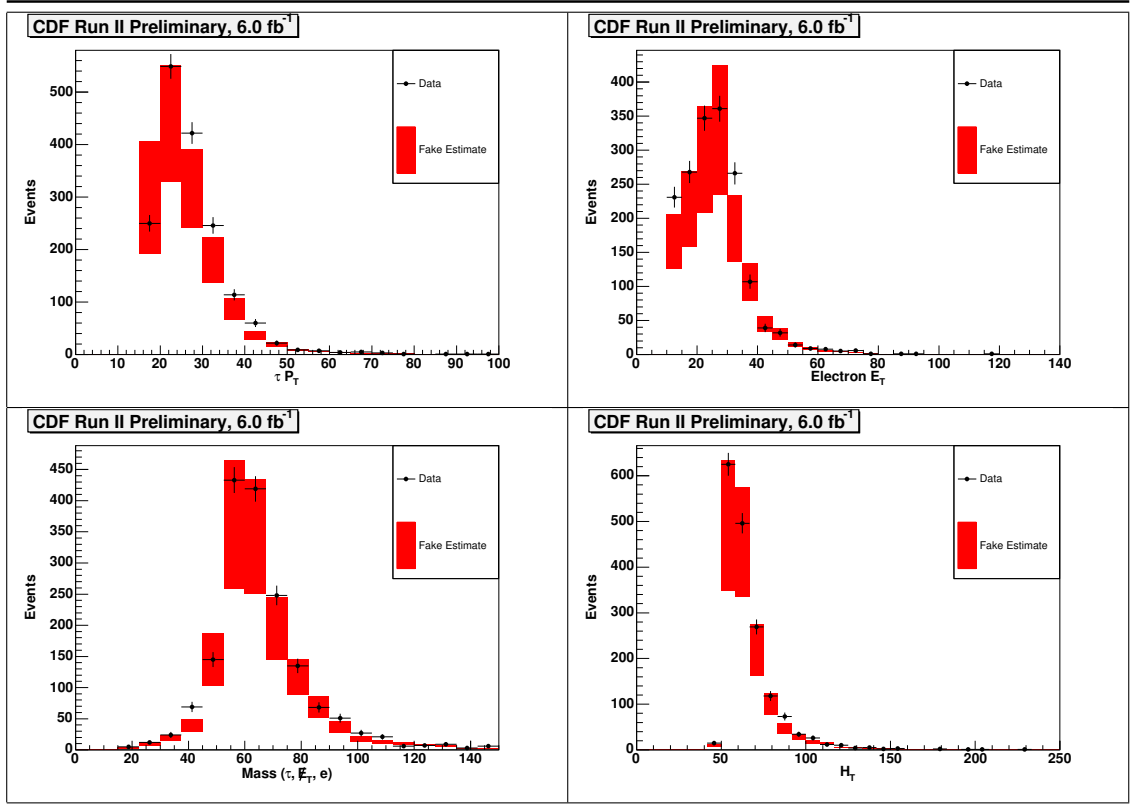 CDF Run II Preliminary, 6.0 fb-1
Events
500
400
300
200
100
0
0 10 20 30 40 50 60 70 80 90 100
τ PT
Data
Fake Estimate
CDF Run II Preliminary, 6.0 fb-1
Events
400
350
300
250
200
150
100
50
0
0 20 40 60 80 100 120 140
Electron ET
Data
Fake Estimate
CDF Run II Preliminary, 6.0 fb-1
Events
450
400
350
300
250
200
150
100
50
0
0 20 40 60 80 100 120 140
Mass (τ, E̸T, e)
Data
Fake Estimate
CDF Run II Preliminary, 6.0 fb-1
Events
600
500
400
300
200
100
0
0 50 100 150 200 250
HT
Data
Fake Estimate